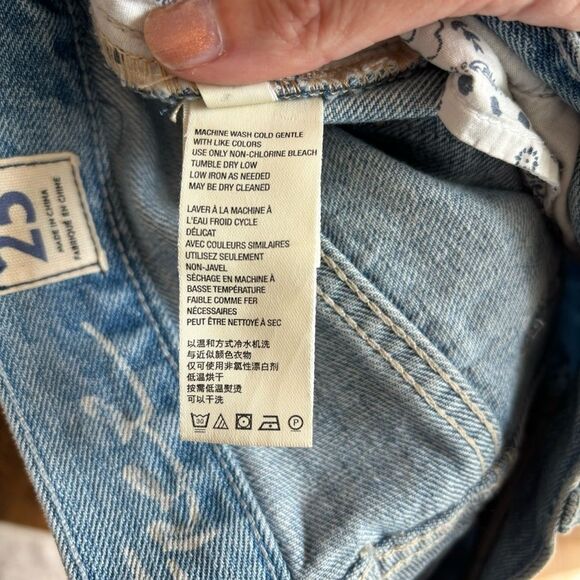 MACHINE WASH COLD GENTLE
WITH LIKE COLORS
USE ONLY NON-CHLORINE BLEACH
TUMBLE DRY LOW
LOW IRON AS NEEDED
MAY BE DRY CLEANED
LAVER À LA MACHINE À
L'EAU FROID CYCLE
DÉLICAT
AVEC COULEURS SIMILAIRES
UTILISEZ SEULEMENT
NON-JAVEL
SÉCHAGE EN MACHINE À
BASSE TEMPÉRATURE
FAIBLE COMME FER
NÉCESSAIRES
PEUT ÊTRE NETTOYÉ À SEC
以温和方式冷水机洗
与近似颜色衣物
仅可使用非氯性漂白剂
低温烘干
按需低温熨烫
可以干洗
30
P
25
MADE IN CHINA
FABRIQUÉ EN CHINE